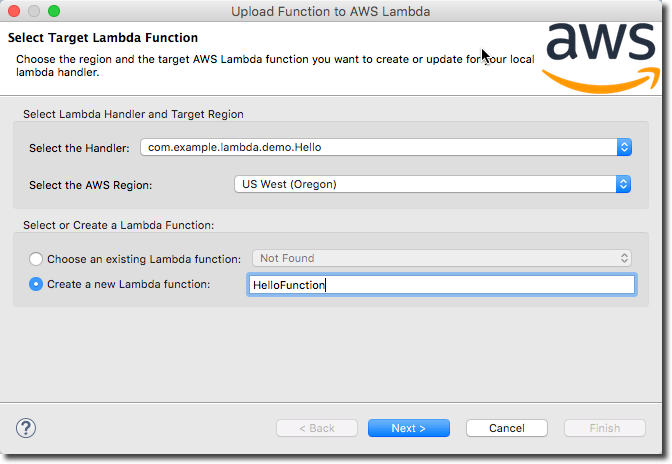 Upload Function to AWS Lambda
Select Target Lambda Function
Choose the region and the target AWS Lambda function you want to create or update for your local
lambda handler.
aws
Select Lambda Handler and Target Region
Select the Handler: com.example.lambda.demo.Hello
Select the AWS Region: US West (Oregon)
Select or Create a Lambda Function:
Choose an existing Lambda function: Not Found
Create a new Lambda function: HelloFunction
? < Back Next > Cancel Finish